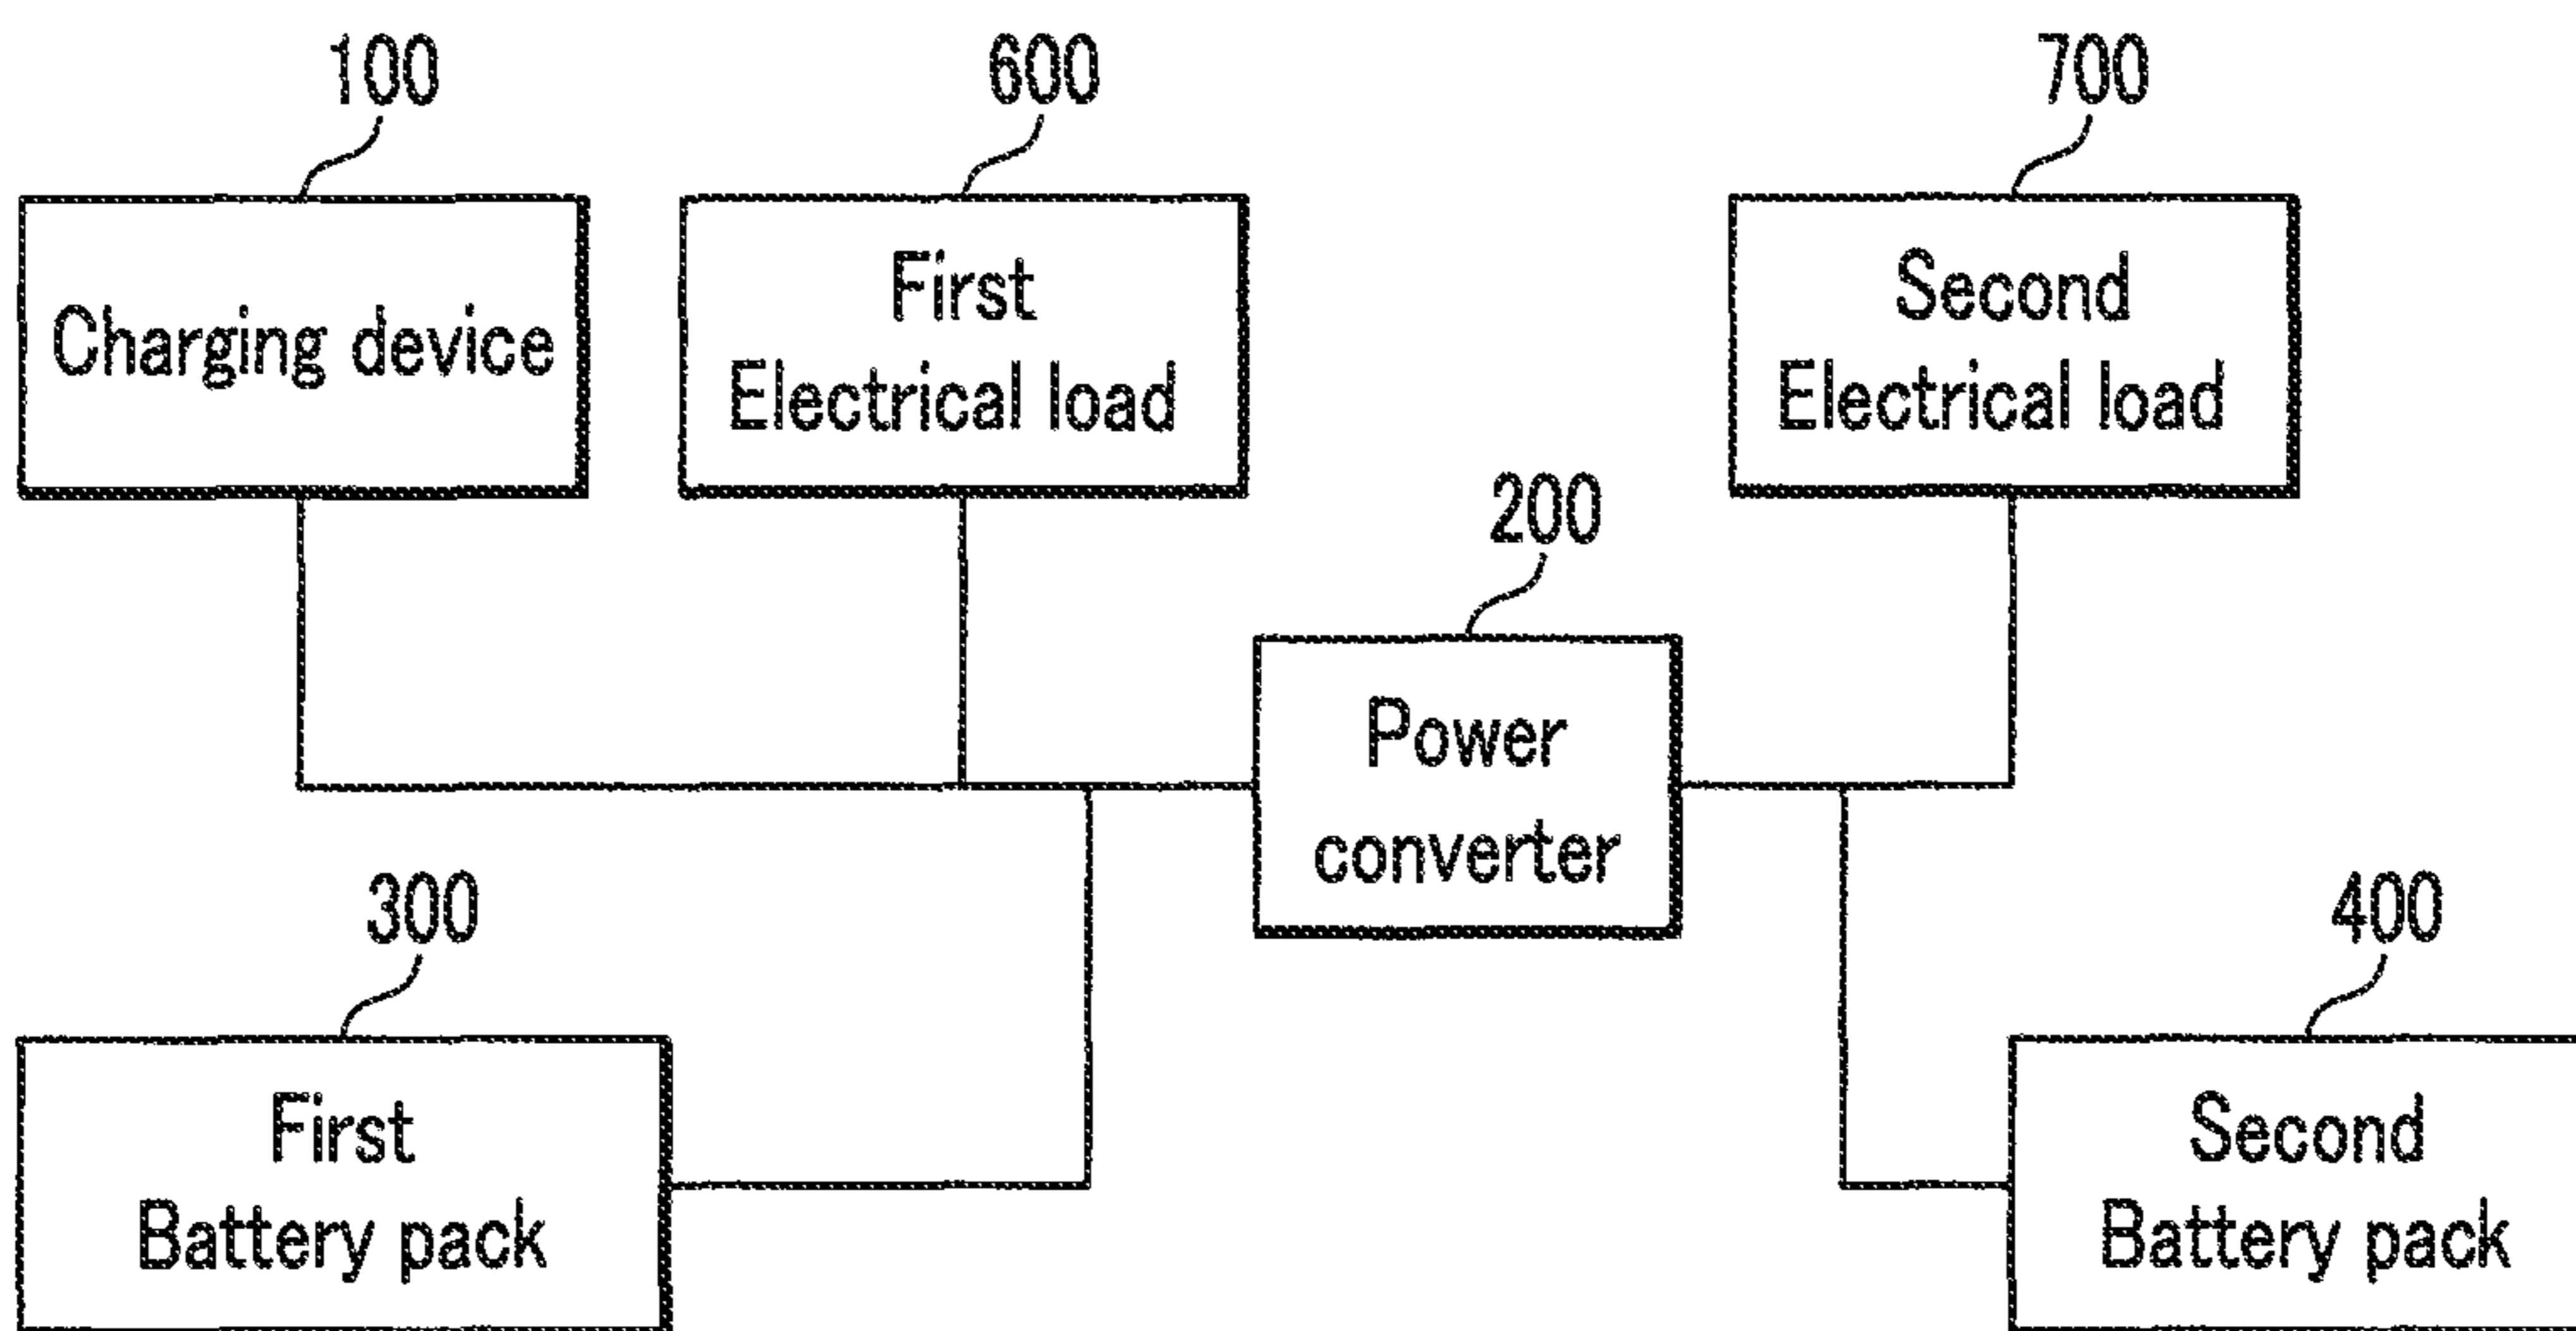 100
600
700
Charging device
First
Electrical load
Second
Electrical load
200
Power
converter
300
400
First
Battery pack
Second
Battery pack